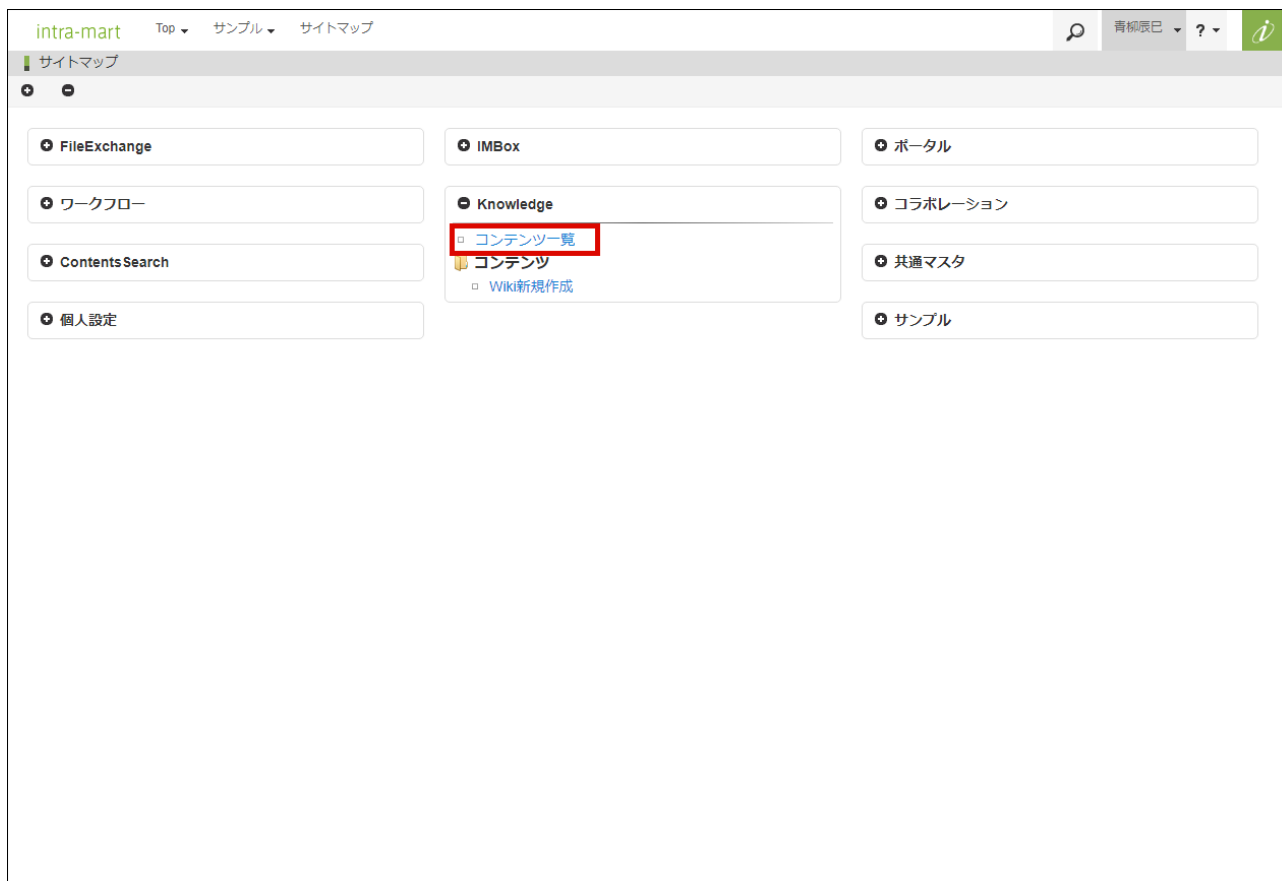 intra-mart Top サンプル サイトマップ 青柳辰巳 ?
サイトマップ
FileExchange
IMBox
ポータル
ワークフロー
Knowledge
コラボレーション
コンテンツ一覧
コンテンツ
Wiki新規作成
ContentsSearch
共通マスタ
個人設定
サンプル